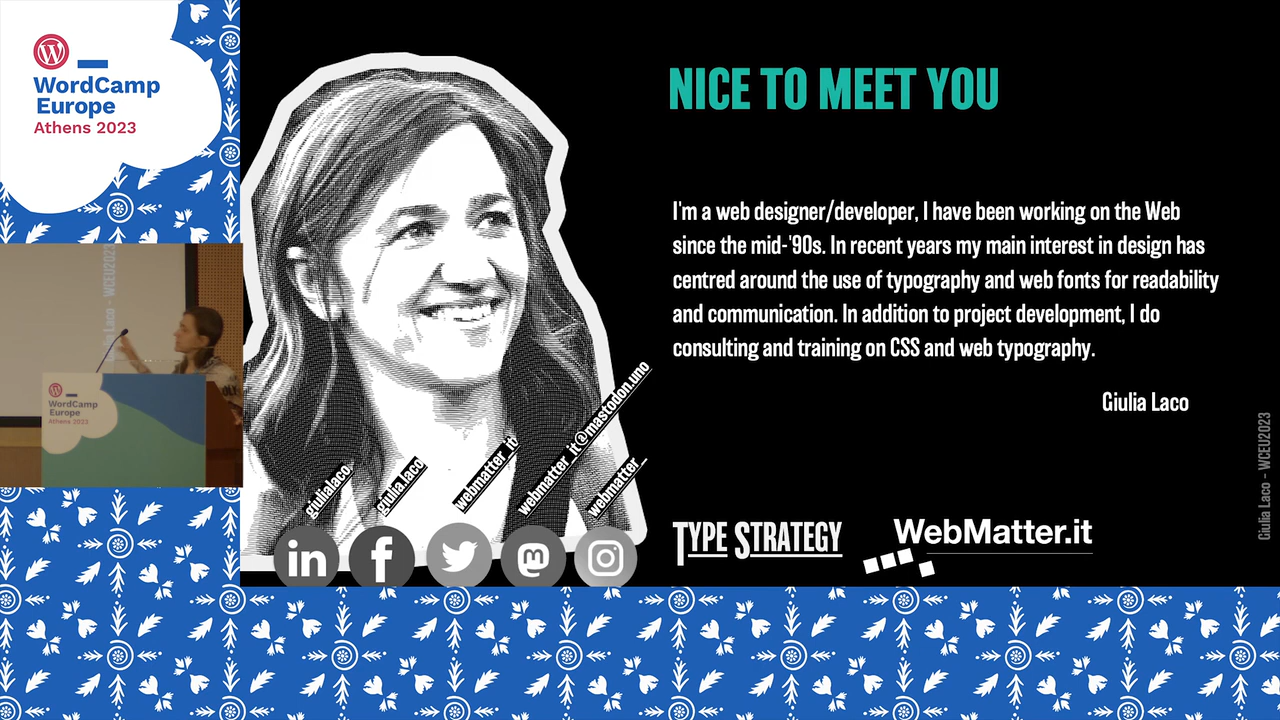 WordCamp
Europe
Athens 2023
NICE TO MEET YOU
I'm a web designer/developer, I have been working on the Web
since the mid-'90s. In recent years my main interest in design has
centred around the use of typography and web fonts for readability
and communication. In addition to project development, I do
consulting and training on CSS and web typography.
Giulia Laco
giulialaco
giulia.laco
webmatter_it
webmatter_it@mastodon.uno
webmatter_
in
f
m
TYPE STRATEGY
WebMatter.it
Giulia Laco - WCEU2023
Laco - WCEU2023
WordCamp
Europe
Athens 2023